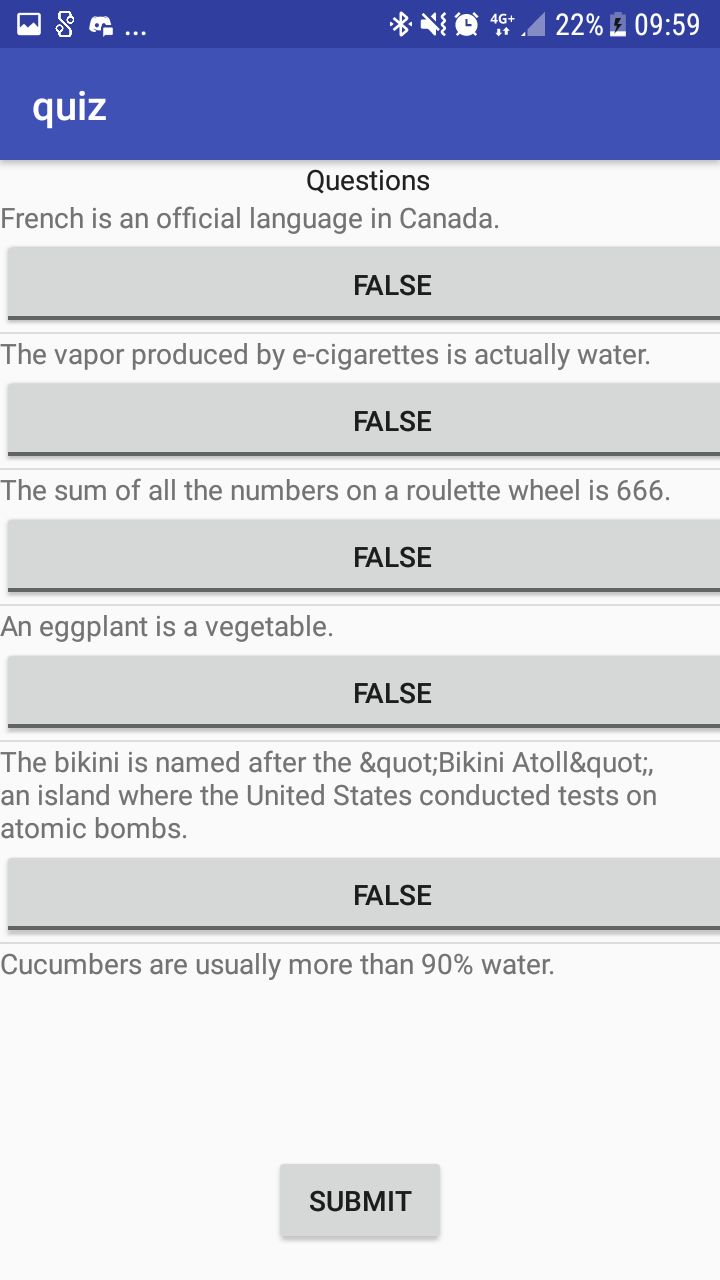 ... 4G+ 22% 09:59
quiz
Questions
French is an official language in Canada.
FALSE
The vapor produced by e-cigarettes is actually water.
FALSE
The sum of all the numbers on a roulette wheel is 666.
FALSE
An eggplant is a vegetable.
FALSE
The bikini is named after the &quot;Bikini Atoll&quot;,
an island where the United States conducted tests on
atomic bombs.
FALSE
Cucumbers are usually more than 90% water.
SUBMIT